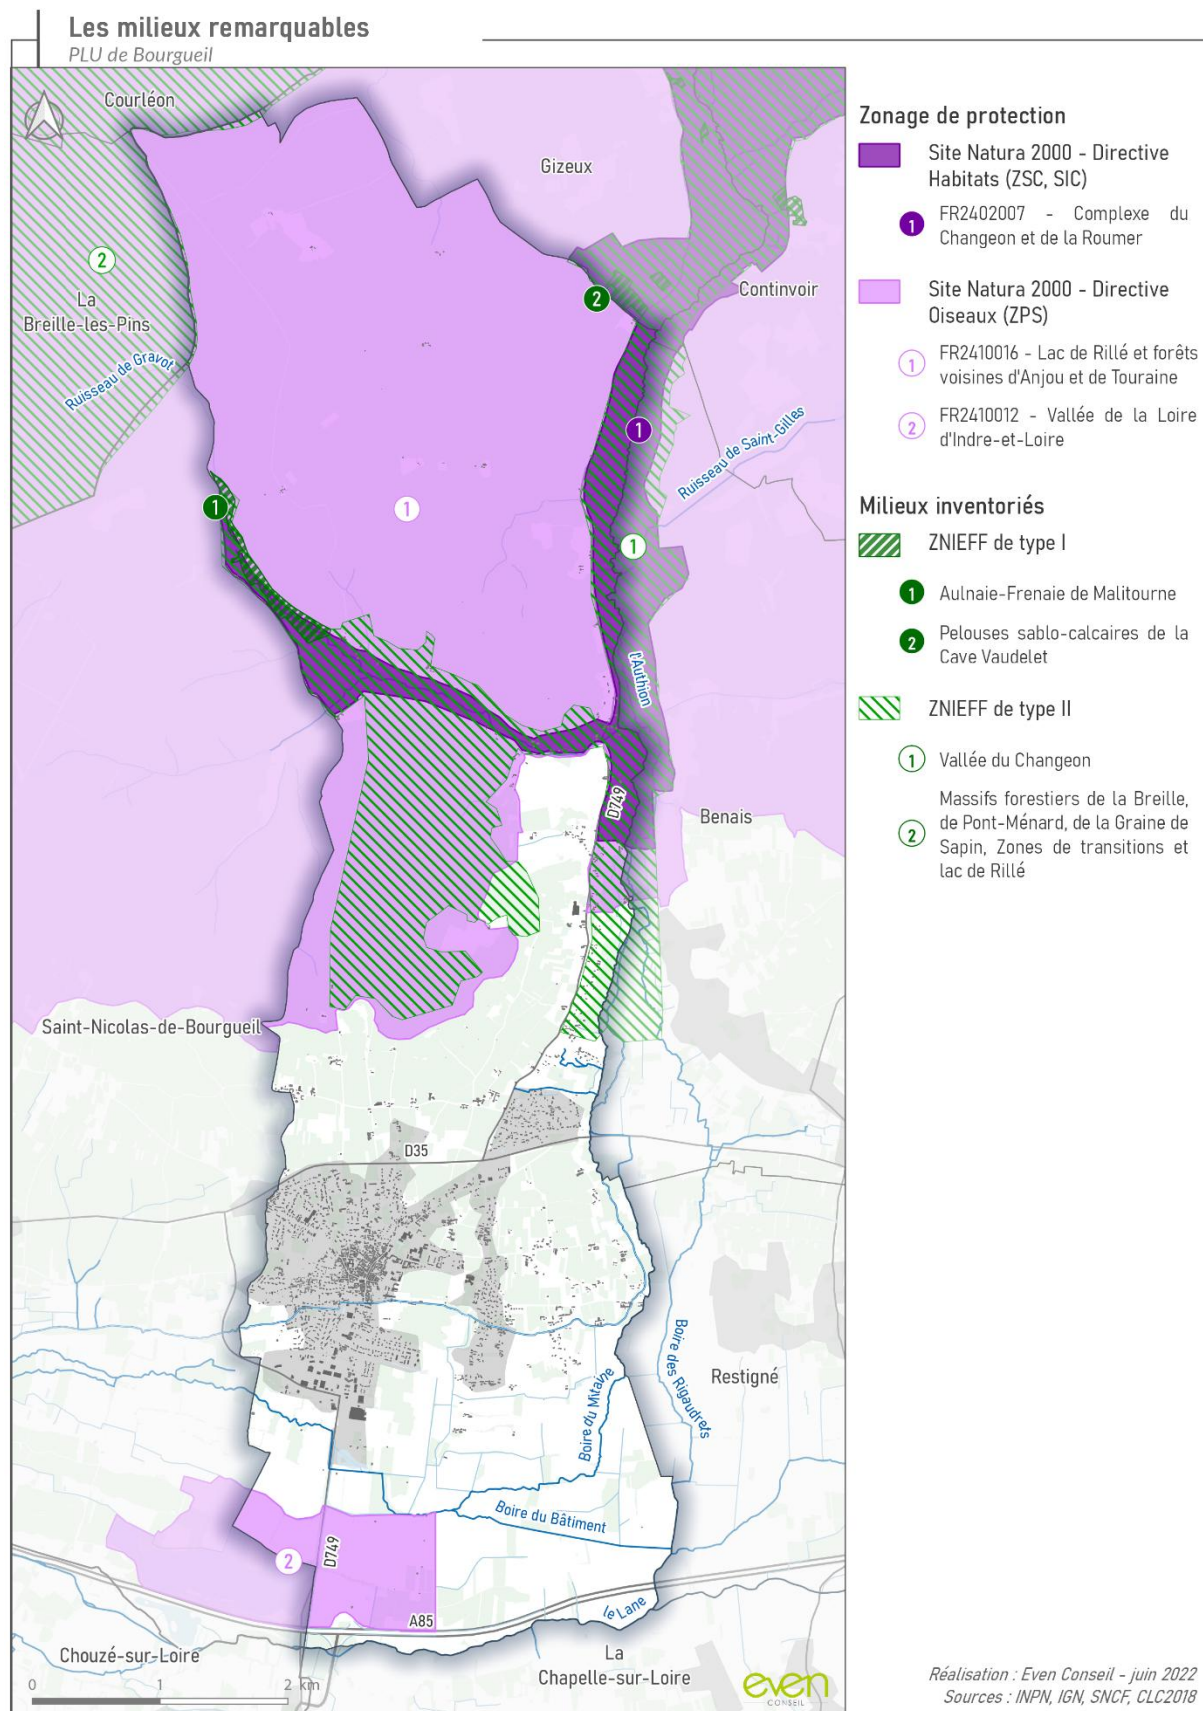 Les milieux remarquables
PLU de Bourgueil
Courléon
Gizeux
2
La
Breille-les-Pins
2
Continvoir
Ruisseau de Gravot
1
Ruisseau de Saint-Gilles
1
1
1
l'Authion
D749
Benais
Saint-Nicolas-de-Bourgueil
D35
Boire du Mitaine
Boire des Rigaudrets
Restigné
Boire du Bâtiment
2
D749
A85
le Lane
Chouzé-sur-Loire
La
Chapelle-sur-Loire
0 1 2 km
even
CONSEIL
Zonage de protection
Site Natura 2000 - Directive
Habitats (ZSC, SIC)
1 FR2402007 - Complexe du
Changeon et de la Roumer
Site Natura 2000 - Directive
Oiseaux (ZPS)
1 FR2410016 - Lac de Rillé et forêts
voisines d'Anjou et de Touraine
2 FR2410012 - Vallée de la Loire
d'Indre-et-Loire
Milieux inventoriés
ZNIEFF de type I
1 Aulnaie-Frenaie de Malitourne
2 Pelouses sablo-calcaires de la
Cave Vaudelet
ZNIEFF de type II
1 Vallée du Changeon
2 Massifs forestiers de la Breille,
de Pont-Ménard, de la Graine de
Sapin, Zones de transitions et
lac de Rillé
Réalisation : Even Conseil - juin 2022
Sources : INPN, IGN, SNCF, CLC2018